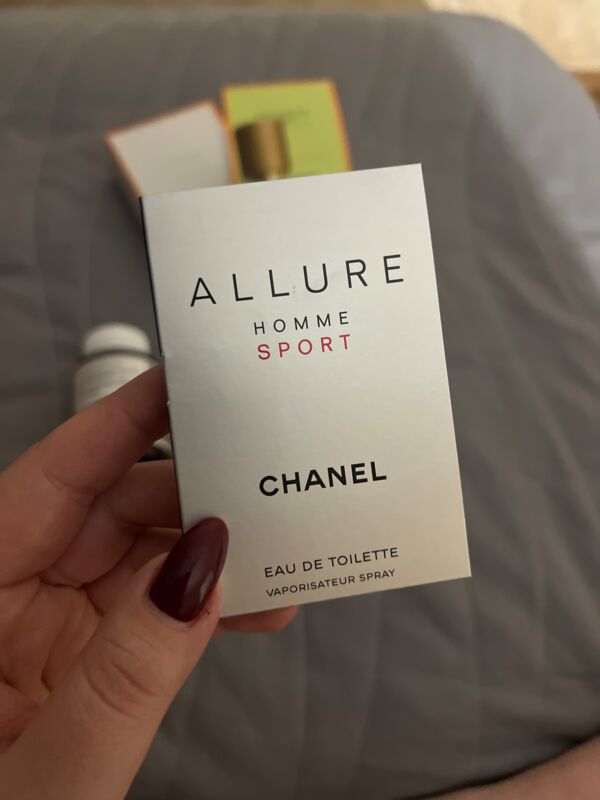 ALLURE
HOMME
SPORT
CHANEL
EAU DE TOILETTE
VAPORISATEUR SPRAY